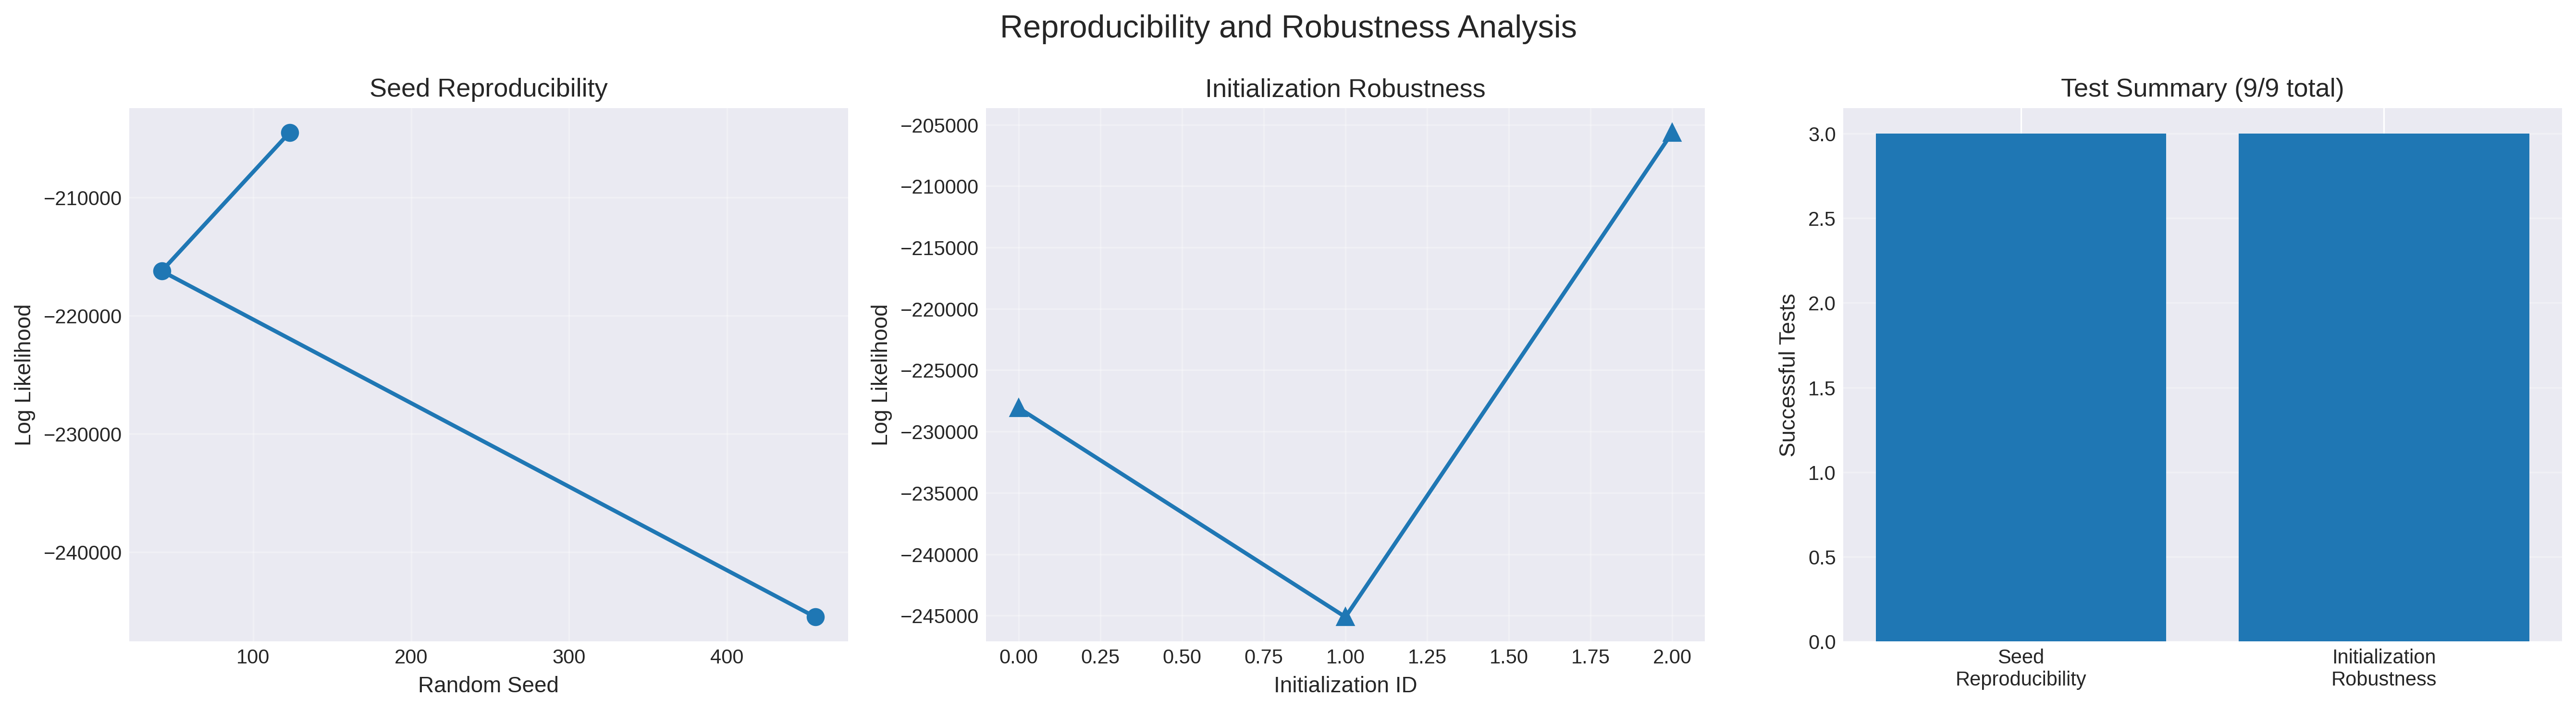 Reproducibility and Robustness Analysis
Seed Reproducibility
Log Likelihood
−210000
−220000
−230000
−240000
100
200
300
400
Random Seed
Initialization Robustness
Log Likelihood
−205000
−210000
−215000
−220000
−225000
−230000
−235000
−240000
−245000
0.00
0.25
0.50
0.75
1.00
1.25
1.50
1.75
2.00
Initialization ID
Test Summary (9/9 total)
Successful Tests
3.0
2.5
2.0
1.5
1.0
0.5
0.0
Seed
Reproducibility
Initialization
Robustness